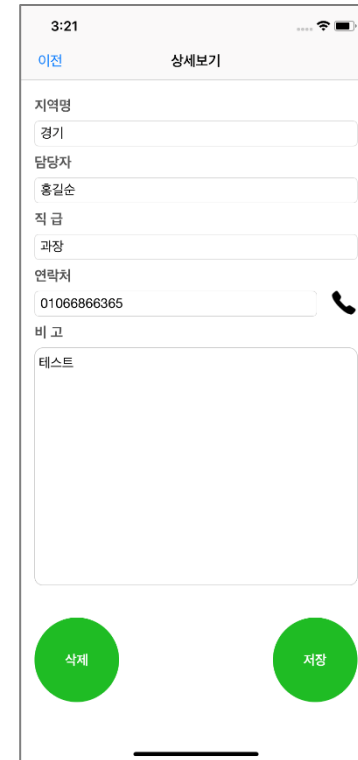 3:21
이전 상세보기
지역명
경기
담당자
홍길순
직 급
과장
연락처
01066866365
비 고
테스트
삭제 저장